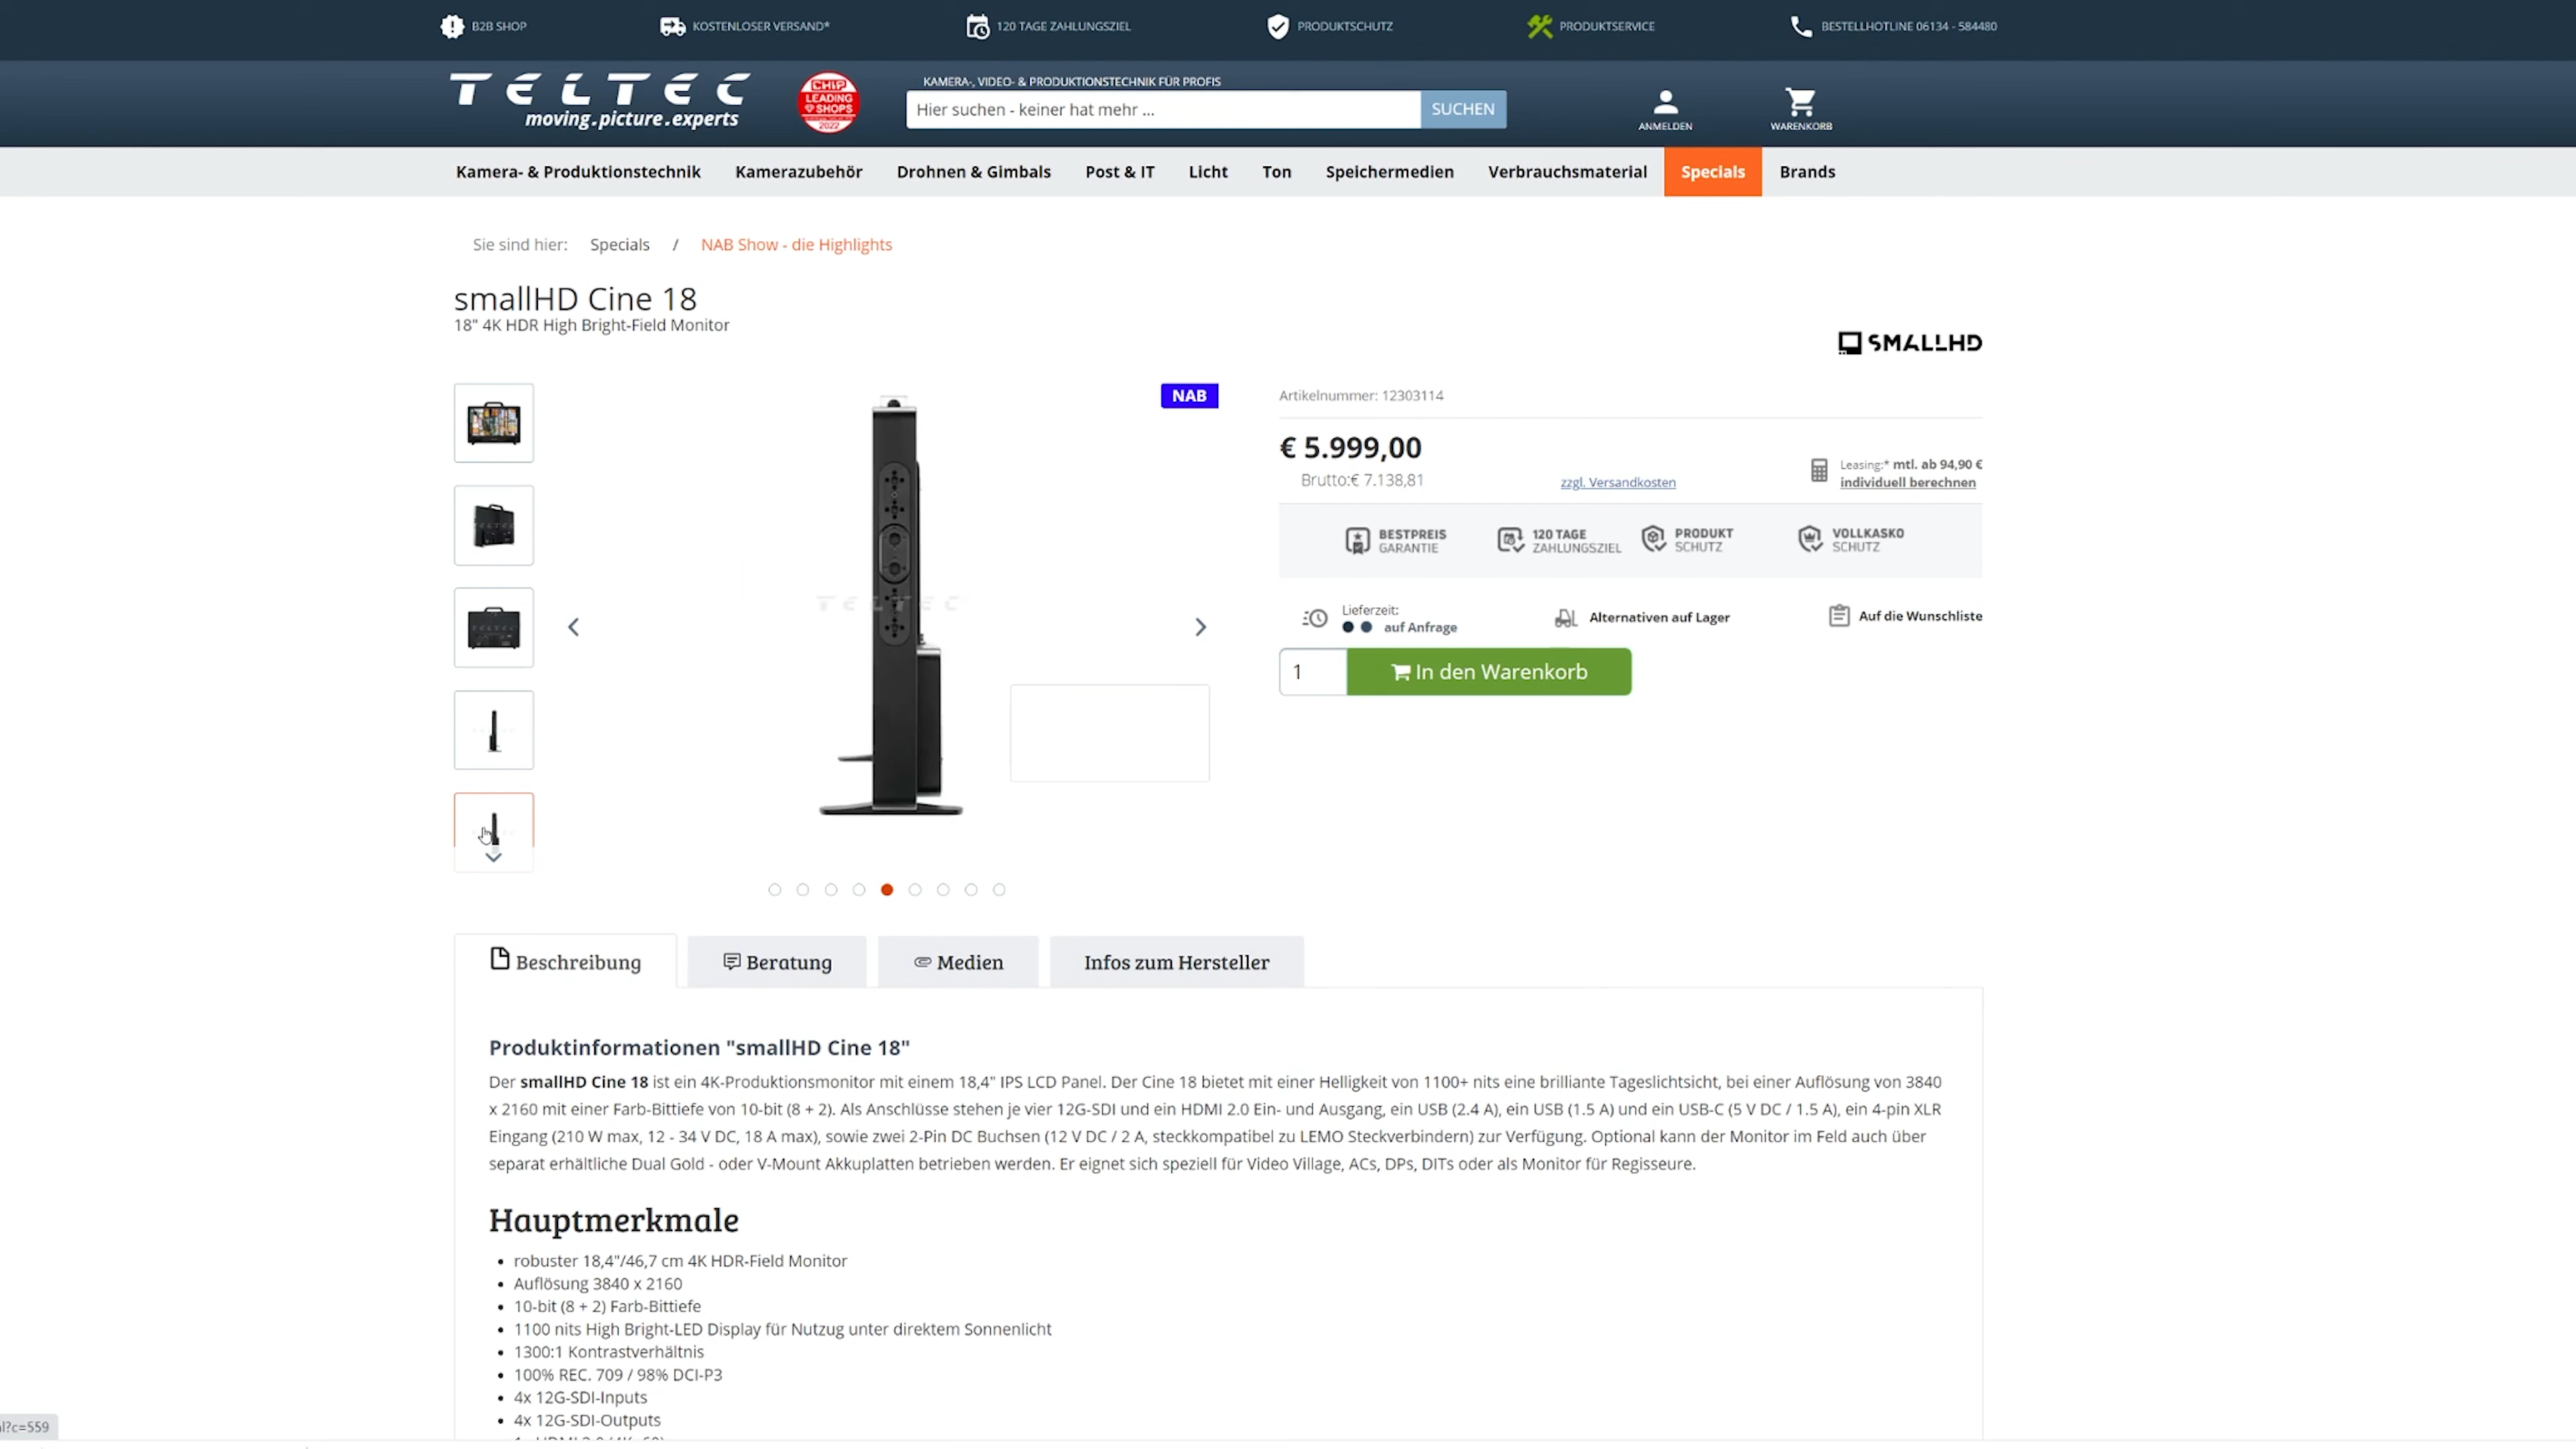 B2B SHOP
KOSTENLOSER VERSAND*
120 TAGE ZAHLUNGSZIEL
PRODUKTSCHUTZ
PRODUKTSERVICE
BESTELLHOTLINE 06134 - 584480
TELTEC
moving.picture.experts
CHIP
LEADING
SHOPS
2022
KAMERA-, VIDEO- & PRODUKTIONSTECHNIK FÜR PROFIS
Hier suchen - keiner hat mehr ...
SUCHEN
ANMELDEN
WARENKORB
Kamera- & Produktionstechnik
Kamerazubehör
Drohnen & Gimbals
Post & IT
Licht
Ton
Speichermedien
Verbrauchsmaterial
Specials
Brands
Sie sind hier: Specials / NAB Show - die Highlights
smallHD Cine 18
18" 4K HDR High Bright-Field Monitor
SMALLHD
NAB
TELTEC
Artikelnummer: 12303114
€ 5.999,00
Brutto:€ 7.138,81
zzgl. Versandkosten
Leasing:* mtl. ab 94,90 €
individuell berechnen
BESTPREIS
GARANTIE
120 TAGE
ZAHLUNGSZIEL
PRODUKT
SCHUTZ
VOLLKASKO
SCHUTZ
Lieferzeit:
auf Anfrage
Alternativen auf Lager
Auf die Wunschliste
1
In den Warenkorb
Beschreibung
Beratung
Medien
Infos zum Hersteller
Produktinformationen "smallHD Cine 18"
Der smallHD Cine 18 ist ein 4K-Produktionsmonitor mit einem 18,4" IPS LCD Panel. Der Cine 18 bietet mit einer Helligkeit von 1100+ nits eine brilliante Tageslichtsicht, bei einer Auflösung von 3840
x 2160 mit einer Farb-Bittiefe von 10-bit (8 + 2). Als Anschlüsse stehen je vier 12G-SDI und ein HDMI 2.0 Ein- und Ausgang, ein USB (2.4 A), ein USB (1.5 A) und ein USB-C (5 V DC / 1.5 A), ein 4-pin XLR
Eingang (210 W max, 12 - 34 V DC, 18 A max), sowie zwei 2-Pin DC Buchsen (12 V DC / 2 A, steckkompatibel zu LEMO Steckverbindern) zur Verfügung. Optional kann der Monitor im Feld auch über
separat erhältliche Dual Gold - oder V-Mount Akkuplatten betrieben werden. Er eignet sich speziell für Video Village, ACs, DPs, DITs oder als Monitor für Regisseure.
Hauptmerkmale
• robuster 18,4"/46,7 cm 4K HDR-Field Monitor
• Auflösung 3840 x 2160
• 10-bit (8 + 2) Farb-Bittiefe
• 1100 nits High Bright-LED Display für Nutzug unter direktem Sonnenlicht
• 1300:1 Kontrastverhältnis
• 100% REC. 709 / 98% DCI-P3
• 4x 12G-SDI-Inputs
• 4x 12G-SDI-Outputs
l?c=559